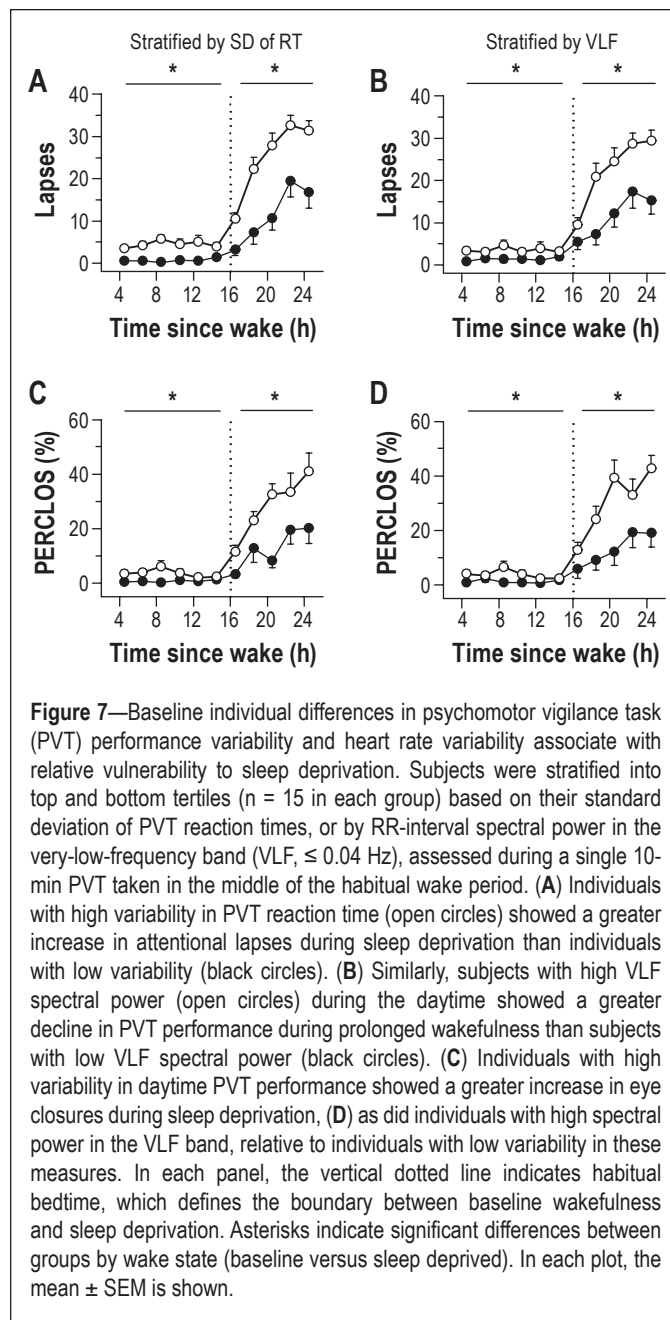 Stratified by SD of RT
Stratified by VLF
A
*
*
B
*
*
Lapses
40
30
20
10
0
4 8 12 16 20 24
Time since wake (h)
Lapses
40
30
20
10
0
4 8 12 16 20 24
Time since wake (h)
C
*
*
D
*
*
PERCLOS (%)
60
40
20
0
4 8 12 16 20 24
Time since wake (h)
PERCLOS (%)
60
40
20
0
4 8 12 16 20 24
Time since wake (h)
Figure 7—Baseline individual differences in psychomotor vigilance task
(PVT) performance variability and heart rate variability associate with
relative vulnerability to sleep deprivation. Subjects were stratified into
top and bottom tertiles (n = 15 in each group) based on their standard
deviation of PVT reaction times, or by RR-interval spectral power in the
very-low-frequency band (VLF, ≤ 0.04 Hz), assessed during a single 10-
min PVT taken in the middle of the habitual wake period. (A) Individuals
with high variability in PVT reaction time (open circles) showed a greater
increase in attentional lapses during sleep deprivation than individuals
with low variability (black circles). (B) Similarly, subjects with high VLF
spectral power (open circles) during the daytime showed a greater
decline in PVT performance during prolonged wakefulness than subjects
with low VLF spectral power (black circles). (C) Individuals with high
variability in daytime PVT performance showed a greater increase in eye
closures during sleep deprivation, (D) as did individuals with high spectral
power in the VLF band, relative to individuals with low variability in these
measures. In each panel, the vertical dotted line indicates habitual
bedtime, which defines the boundary between baseline wakefulness
and sleep deprivation. Asterisks indicate significant differences between
groups by wake state (baseline versus sleep deprived). In each plot, the
mean ± SEM is shown.